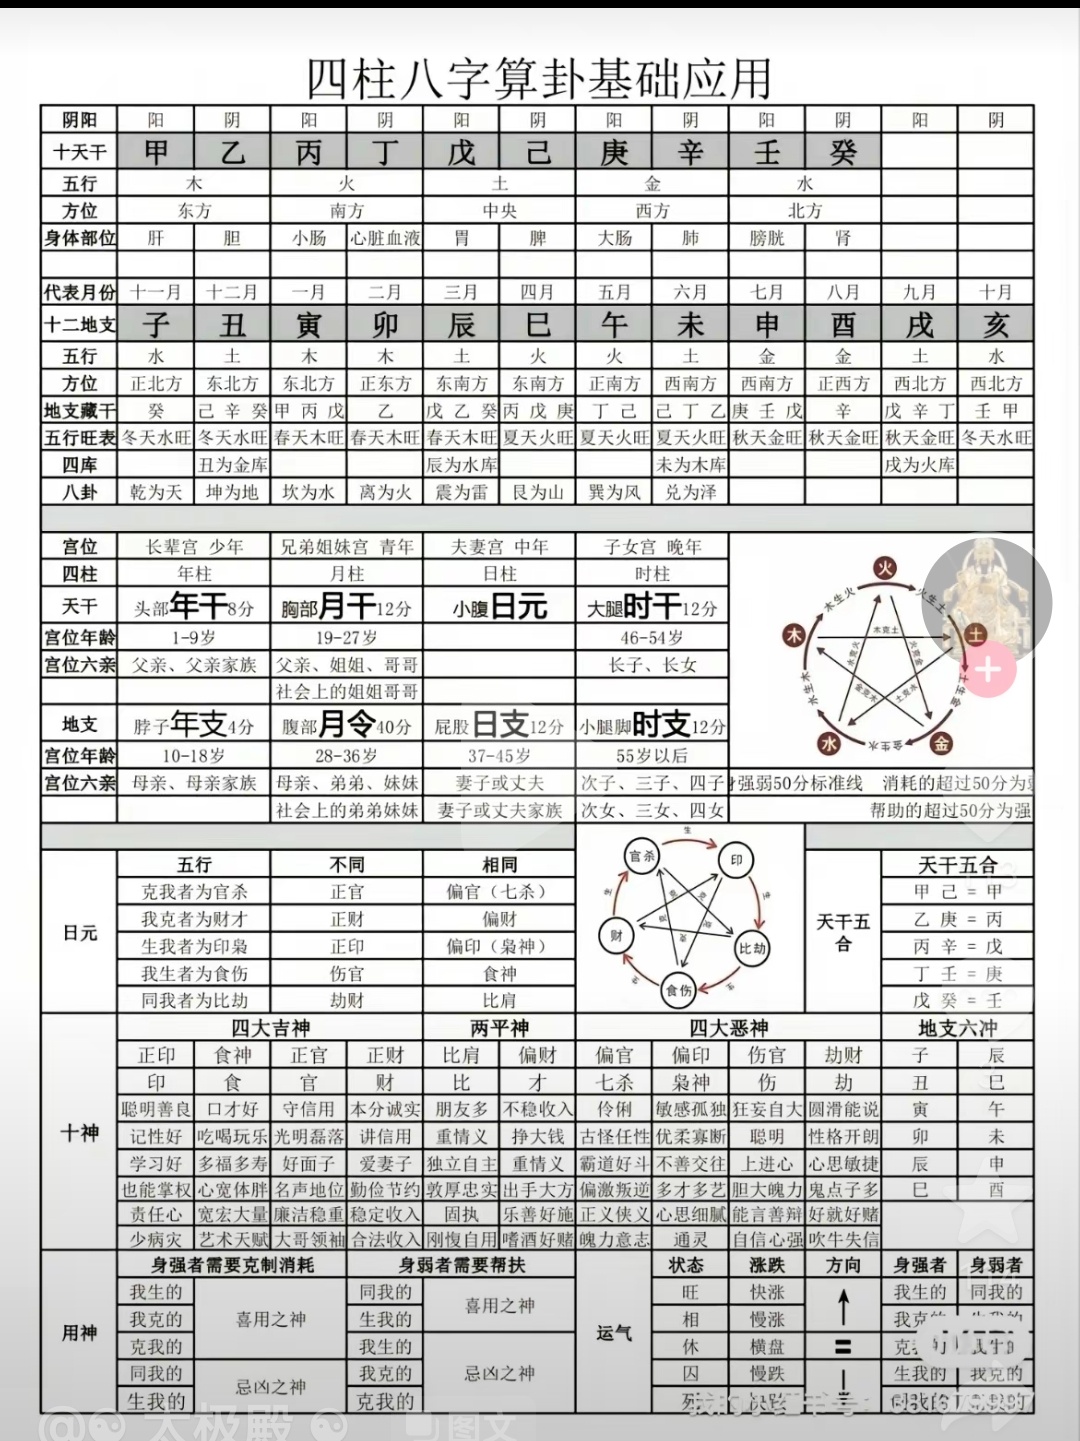 四柱八字算卦基础应用
阴阳 阳 阴 阳 阴 阳 阴 阳 阴 阳 阴 阳 阴
十天干 甲 乙 丙 丁 戊 己 庚 辛 壬 癸
五行 木 火 土 金 水
方位 东方 南方 中央 西方 北方
身体部位 肝 胆 小肠 心脏血液 胃 脾 大肠 肺 膀胱 肾
代表月份 十一月 十二月 一月 二月 三月 四月 五月 六月 七月 八月 九月 十月
十二地支 子 丑 寅 卯 辰 巳 午 未 申 酉 戌 亥
五行 水 土 木 木 土 火 火 土 金 金 土 水
方位 正北方 东北方 东北方 正东方 东南方 东南方 正南方 西南方 西南方 正西方 西北方 西北方
地支藏干 癸 己 辛 癸 甲 丙 戊 乙 戊 乙 癸 丙 戊 庚 丁 己 己 丁 乙 庚 壬 戊 辛 戊 辛 丁 壬 甲
五行旺衰 冬天水旺 冬天水旺 春天木旺 春天木旺 春天木旺 夏天火旺 夏天火旺 夏天火旺 秋天金旺 秋天金旺 秋天金旺 冬天水旺
四库 丑为金库 辰为水库 未为木库 戌为火库
八卦 乾为天 坤为地 坎为水 离为火 震为雷 艮为山 巽为风 兑为泽
宫位 长辈宫 少年 兄弟姐妹宫 青年 夫妻宫 中年 子女宫 晚年
四柱 年柱 月柱 日柱 时柱
天干 头部年干8分 胸部月干12分 小腹日元 大腿时干12分
宫位年龄 1-9岁 19-27岁 46-54岁
宫位六亲 父亲、父亲家族 父亲、姐姐、哥哥 长子、长女
社会上的姐姐哥哥
地支 脖子年支4分 腹部月令40分 屁股日支12分 小腿脚时支12分
宫位年龄 10-18岁 28-36岁 37-45岁 55岁以后
宫位六亲 母亲、母亲家族 母亲、弟弟、妹妹 妻子或丈夫 次子、三子、四子
社会上的弟弟妹妹 妻子或丈夫家族 次女、三女、四女
火
木生火 火生土
木 木克土 土
水克火 火克金
水生木 金克木 土克水 土生金
水 金生水 金
强弱50分标准线 消耗的超过50分为
帮助的超过50分为强
日元
五行 不同 相同
克我者为官杀 正官 偏官（七杀）
我克者为财才 正财 偏财
生我者为印枭 正印 偏印（枭神）
我生者为食伤 伤官 食神
同我者为比劫 劫财 比肩
生
官杀 印
生 生
克 克
克 克
克
财 比劫
生 生
食伤
天干五合
天干五合
甲 己 = 甲
乙 庚 = 丙
丙 辛 = 戊
丁 壬 = 庚
戊 癸 = 壬
十神
四大吉神 两平神 四大恶神 地支六冲
正印 食神 正官 正财 比肩 偏财 偏官 偏印 伤官 劫财 子 辰
印 食 官 财 比 才 七杀 枭神 伤 劫 丑 巳
聪明善良 口才好 守信用 本分诚实 朋友多 不稳收入 伶俐 敏感孤独 狂妄自大 圆滑能说 寅 午
记性好 吃喝玩乐 光明磊落 讲信用 重情义 挣大钱 古怪任性 优柔寡断 聪明 性格开朗 卯 未
学习好 多福多寿 好面子 爱妻子 独立自主 重情义 霸道好斗 不善交往 上进心 心思敏捷 辰 申
也能掌权 心宽体胖 名声地位 勤俭节约 敦厚忠实 出手大方 偏激叛逆 多才多艺 胆大魄力 鬼点子多 巳 酉
责任心 宽宏大量 廉洁稳重 稳定收入 固执 乐善好施 正义侠义 心思细腻 能言善辩 好就好赌
少病灾 艺术天赋 大哥领袖 合法收入 刚愎自用 嗜酒好赌 魄力意志 通灵 自信心强 吹牛失信
用神
身强者需要克制消耗 身弱者需要帮扶
我生的 喜用之神 同我的 喜用之神
我克的 生我的
克我的 我生的
同我的 忌凶之神 我克的 忌凶之神
生我的 克我的
运气
状态 涨跌 方向 身强者 身弱者
旺 快涨 我生的 同我的
相 慢涨
休 横盘
囚 慢跌 生我的 我克的
死 快跌
@ 太极殿
图文